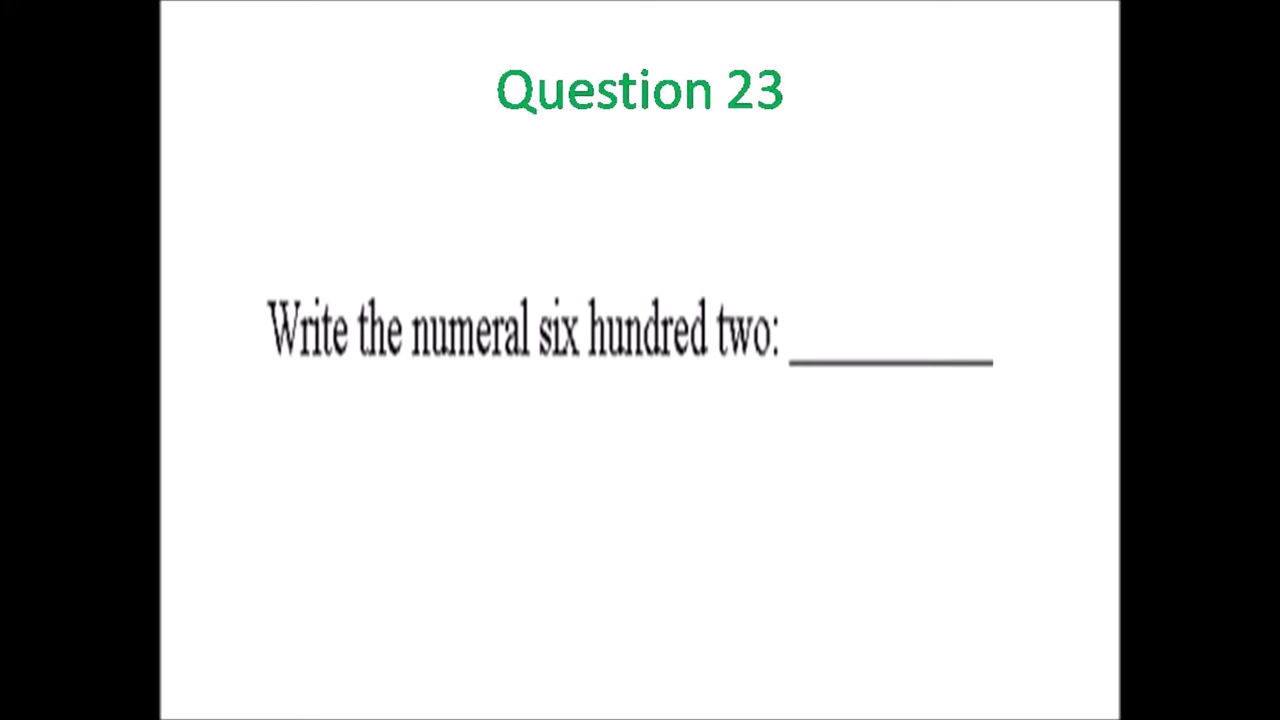 Question 23
Write the numeral six hundred two: __________